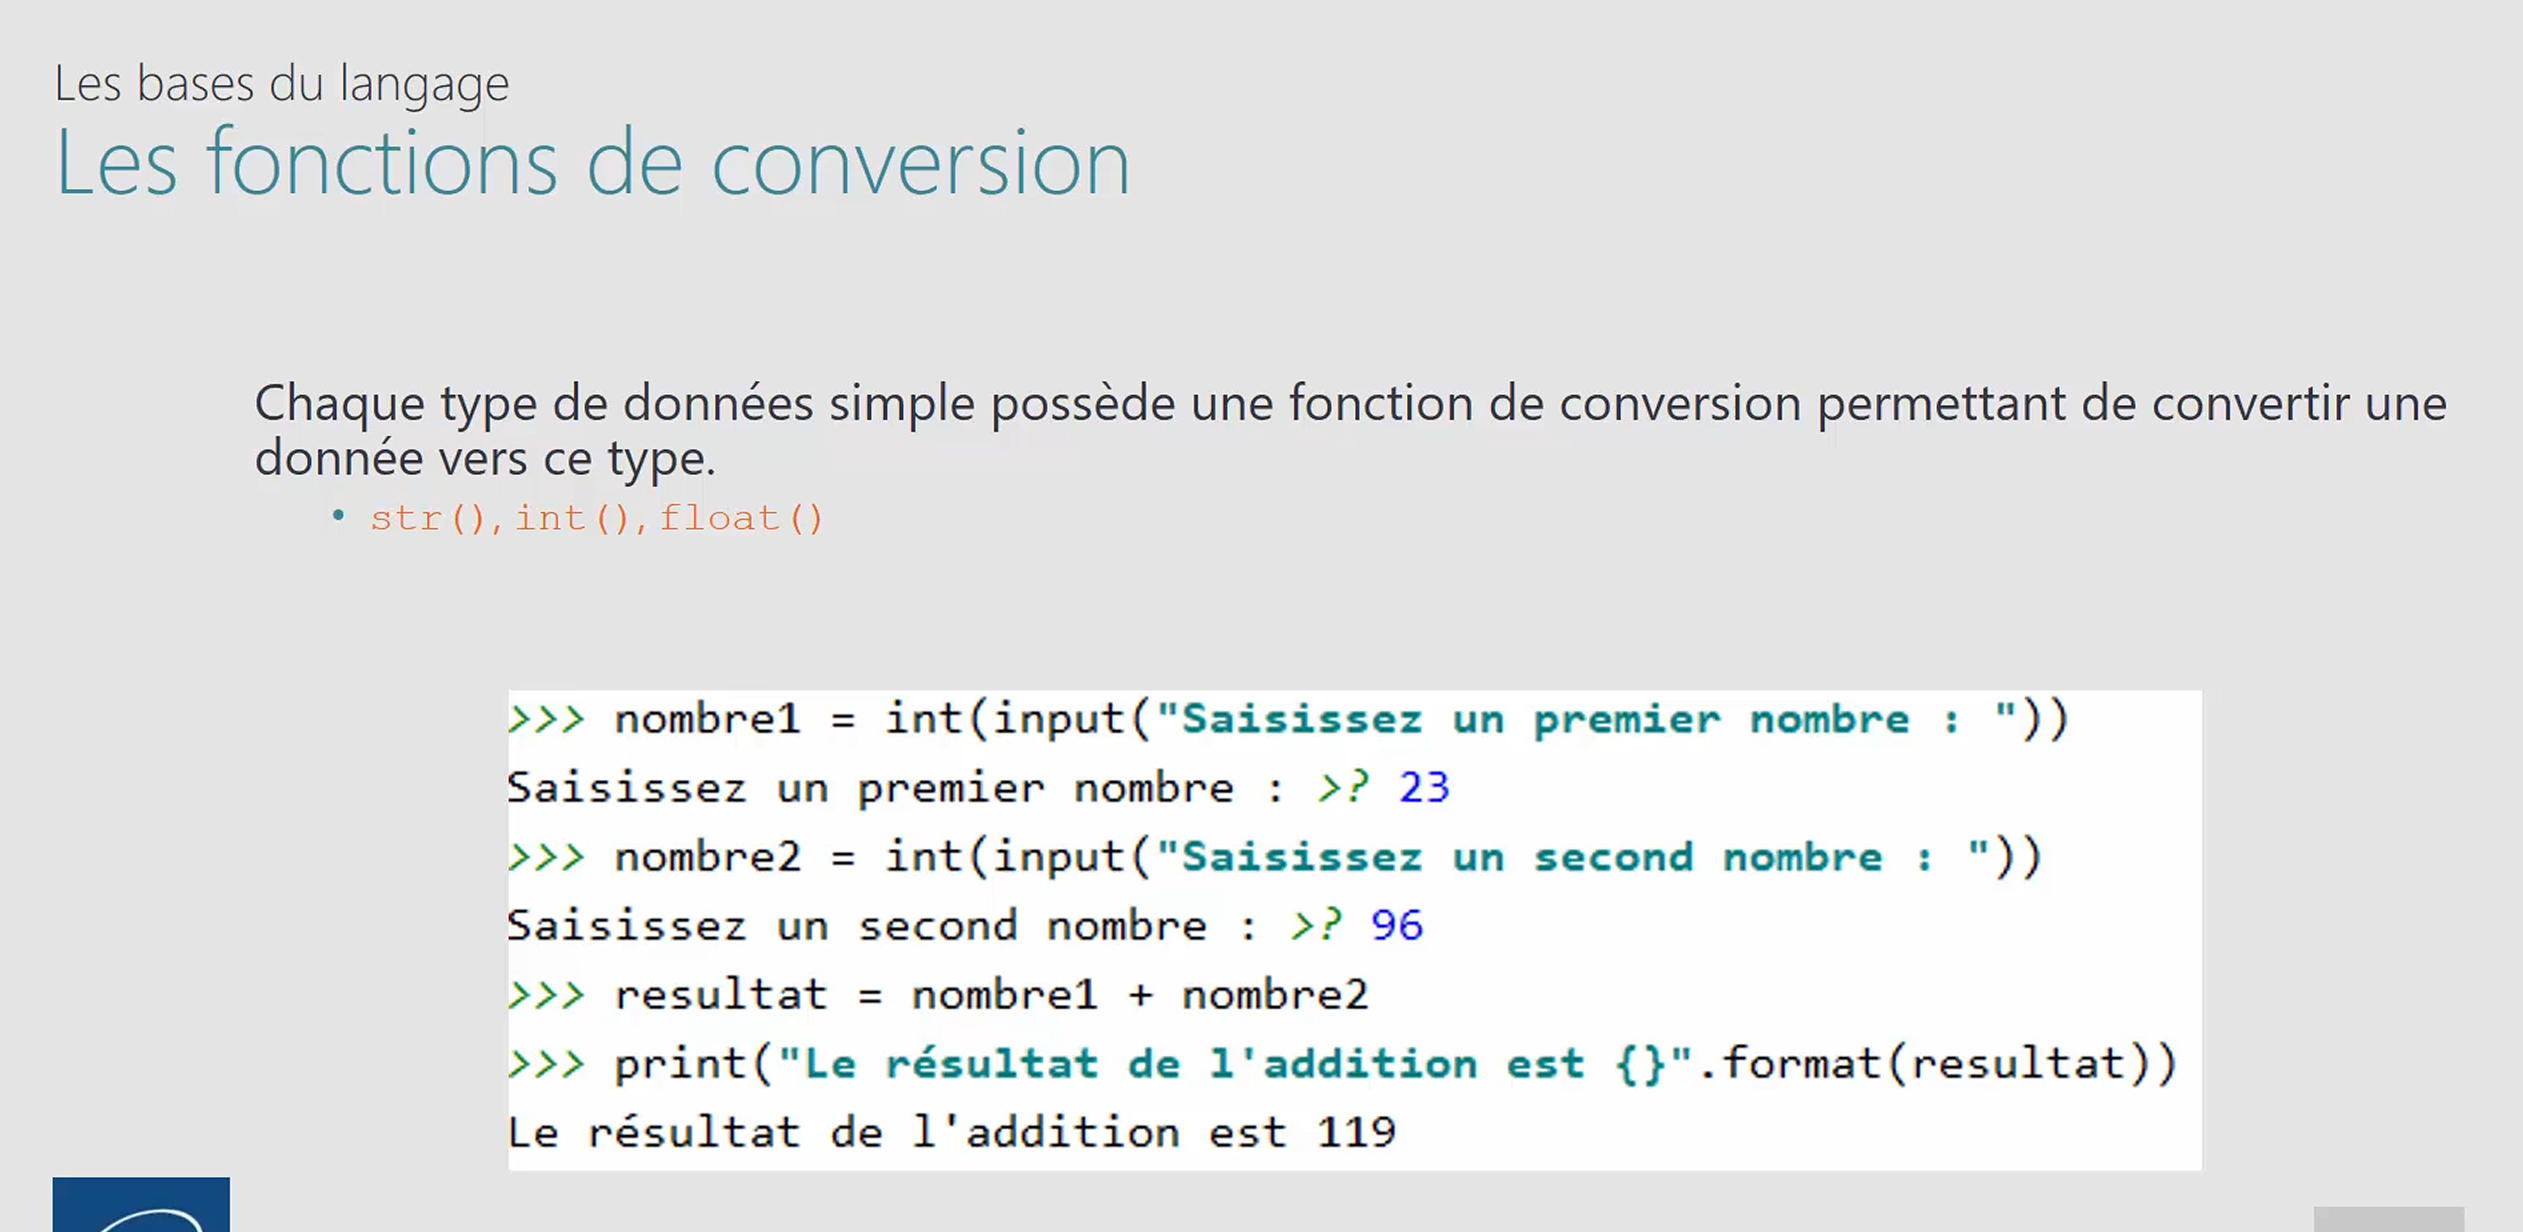 Les bases du langage
Les fonctions de conversion
Chaque type de données simple possède une fonction de conversion permettant de convertir une
donnée vers ce type.
• str(),int(),float()
>>> nombre1 = int(input("Saisissez un premier nombre : "))
Saisissez un premier nombre : >? 23
>>> nombre2 = int(input("Saisissez un second nombre : "))
Saisissez un second nombre : >? 96
>>> resultat = nombre1 + nombre2
>>> print("Le résultat de l'addition est {}".format(resultat))
Le résultat de l'addition est 119